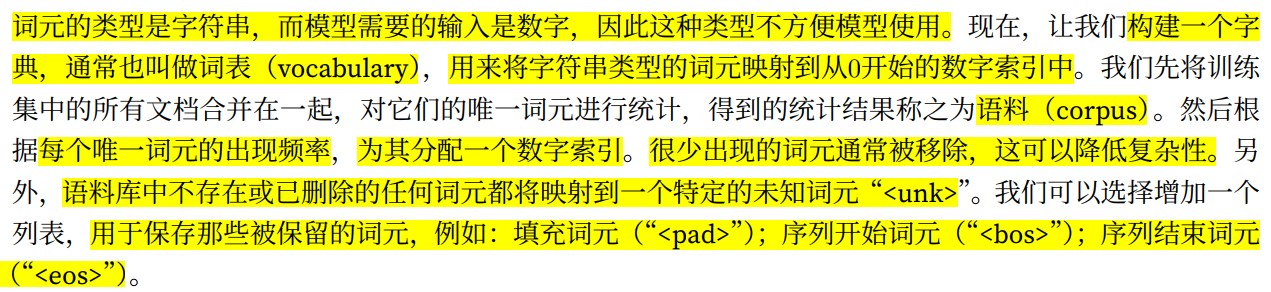 词元的类型是字符串，而模型需要的输入是数字，因此这种类型不方便模型使用。现在，让我们构建一个字
典，通常也叫做词表（vocabulary），用来将字符串类型的词元映射到从0开始的数字索引中。我们先将训练
集中的所有文档合并在一起，对它们的唯一词元进行统计，得到的统计结果称之为语料（corpus）。然后根
据每个唯一词元的出现频率，为其分配一个数字索引。很少出现的词元通常被移除，这可以降低复杂性。另
外，语料库中不存在或已删除的任何词元都将映射到一个特定的未知词元“<unk>”。我们可以选择增加一个
列表，用于保存那些被保留的词元，例如：填充词元（“<pad>”）；序列开始词元（“<bos>”）；序列结束词元
（“<eos>”）。